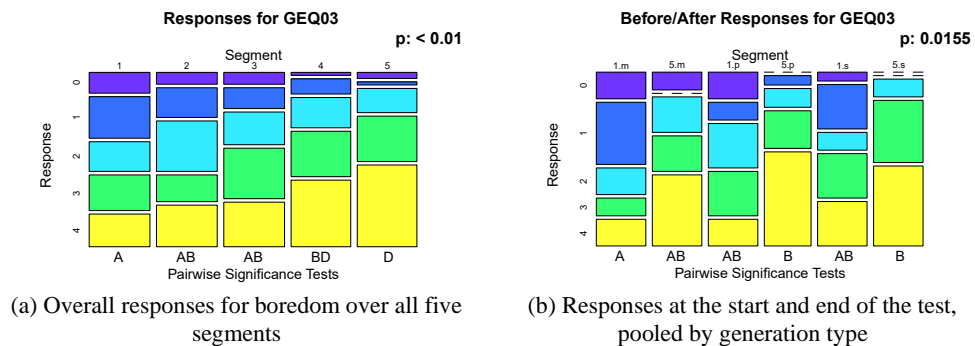 Responses for GEQ03
p: < 0.01
Segment
1 2 3 4 5
Response
0
1
2
3
4
A AB AB BD D
Pairwise Significance Tests
(a) Overall responses for boredom over all five
segments
Before/After Responses for GEQ03
p: 0.0155
Segment
1.m 5.m 1.p 5.p 1.s 5.s
Response
0
1
2
3
4
A AB AB B AB B
Pairwise Significance Tests
(b) Responses at the start and end of the test,
pooled by generation type